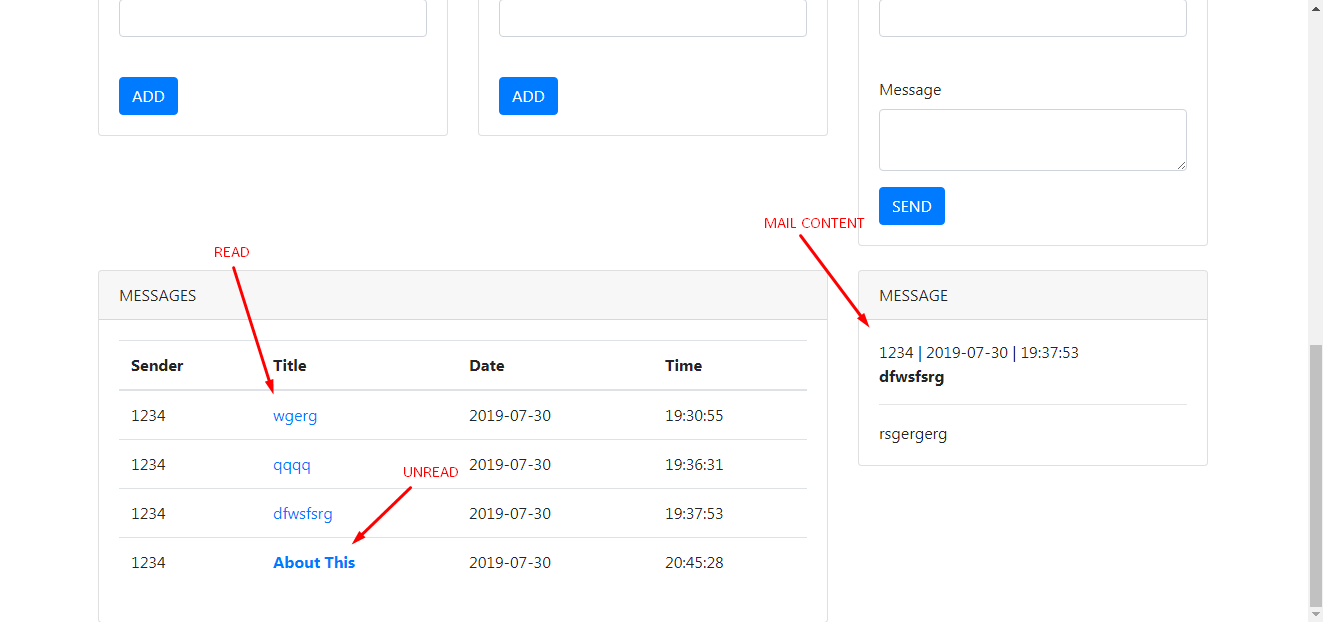 ADD
ADD
Message
SEND
MAIL CONTENT
READ
MESSAGES
Sender Title Date Time
1234 wgerg 2019-07-30 19:30:55
1234 qqqq 2019-07-30 19:36:31
UNREAD
1234 dfwsfsrg 2019-07-30 19:37:53
1234 About This 2019-07-30 20:45:28
MESSAGE
1234 | 2019-07-30 | 19:37:53
dfwsfsrg
rsgergerg